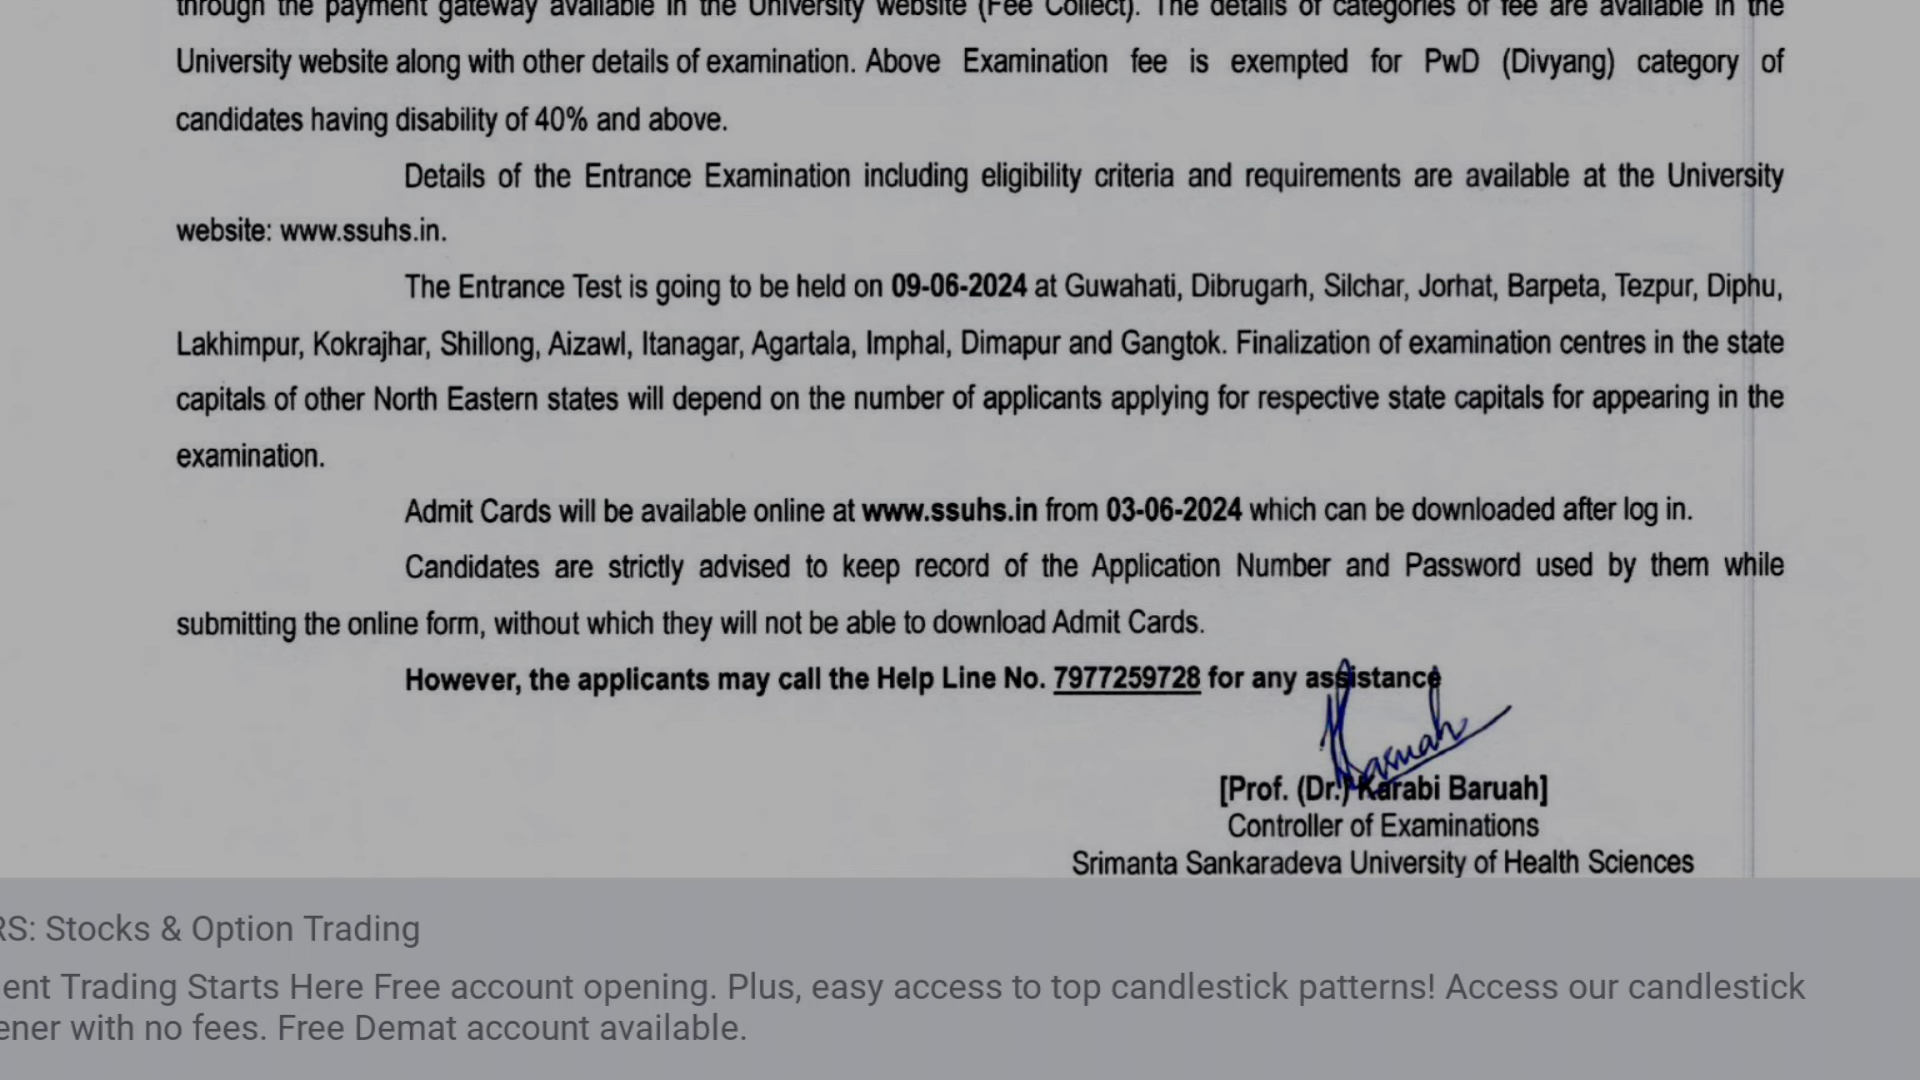 through the payment gateway available in the University website (Fee Collect). The details of categories of fee are available in the
University website along with other details of examination. Above Examination fee is exempted for PwD (Divyang) category of
candidates having disability of 40% and above.
Details of the Entrance Examination including eligibility criteria and requirements are available at the University
website: www.ssuhs.in.
The Entrance Test is going to be held on 09-06-2024 at Guwahati, Dibrugarh, Silchar, Jorhat, Barpeta, Tezpur, Diphu,
Lakhimpur, Kokrajhar, Shillong, Aizawl, Itanagar, Agartala, Imphal, Dimapur and Gangtok. Finalization of examination centres in the state
capitals of other North Eastern states will depend on the number of applicants applying for respective state capitals for appearing in the
examination.
Admit Cards will be available online at www.ssuhs.in from 03-06-2024 which can be downloaded after log in.
Candidates are strictly advised to keep record of the Application Number and Password used by them while
submitting the online form, without which they will not be able to download Admit Cards.
However, the applicants may call the Help Line No. 7977259728 for any assistance
[Prof. (Dr.) Karabi Baruah]
Controller of Examinations
Srimanta Sankaradeva University of Health Sciences
RS: Stocks & Option Trading
ent Trading Starts Here Free account opening. Plus, easy access to top candlestick patterns! Access our candlestick
ener with no fees. Free Demat account available.